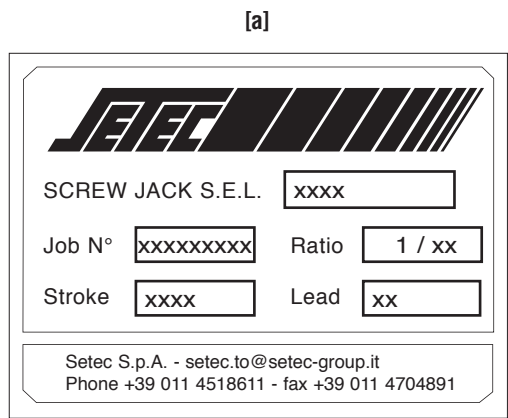 [a]
SETEC
SCREW JACK S.E.L. xxxx
Job N° xxxxxxxxx Ratio 1 / xx
Stroke xxxx Lead xx
Setec S.p.A. - setec.to@setec-group.it
Phone +39 011 4518611 - fax +39 011 4704891